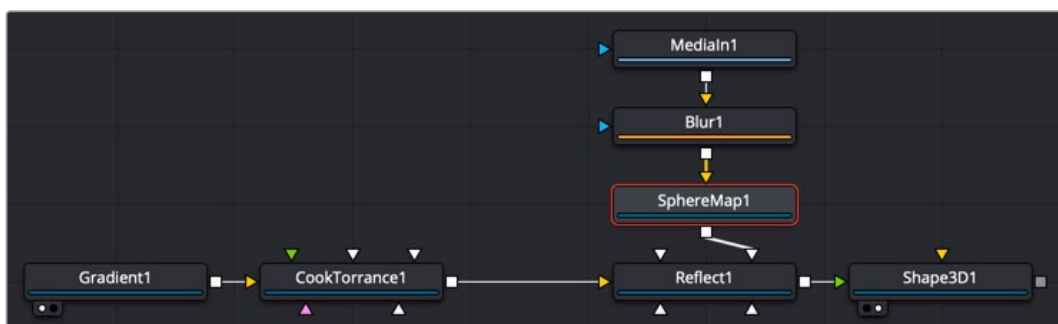 MediaIn1
Blur1
SphereMap1
Gradient1
CookTorrance1
Reflect1
Shape3D1